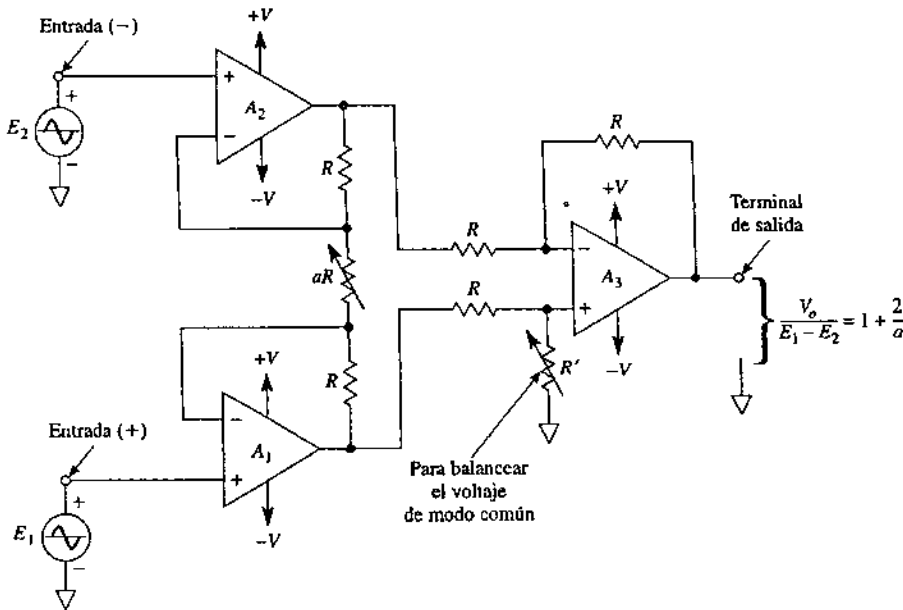 +V
Entrada (−)
+
+
A₂
E₂
−
−
R
−V
R
+V
Terminal
de salida
R
−
aR
A₃
R
+
Vₒ / (E₁ − E₂) = 1 + 2/a
+V
R
R′
−V
−
Entrada (+)
A₁
+
+
Para balancear
el voltaje
de modo común
E₁
−V
−